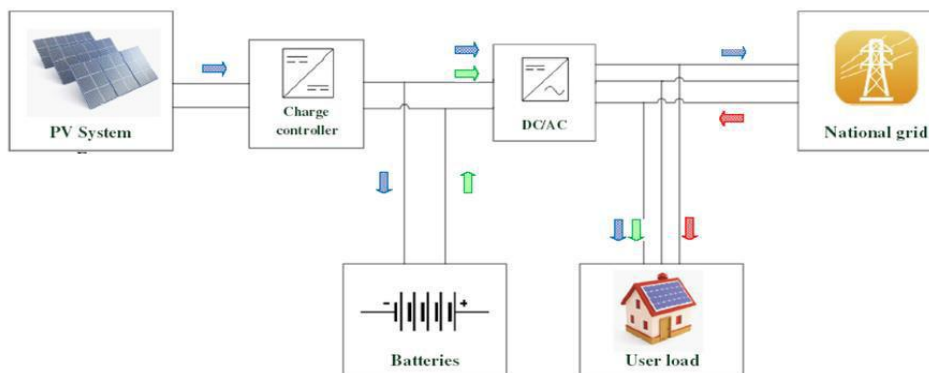 PV System
Charge
controller
DC/AC
National grid
- +
Batteries
User load